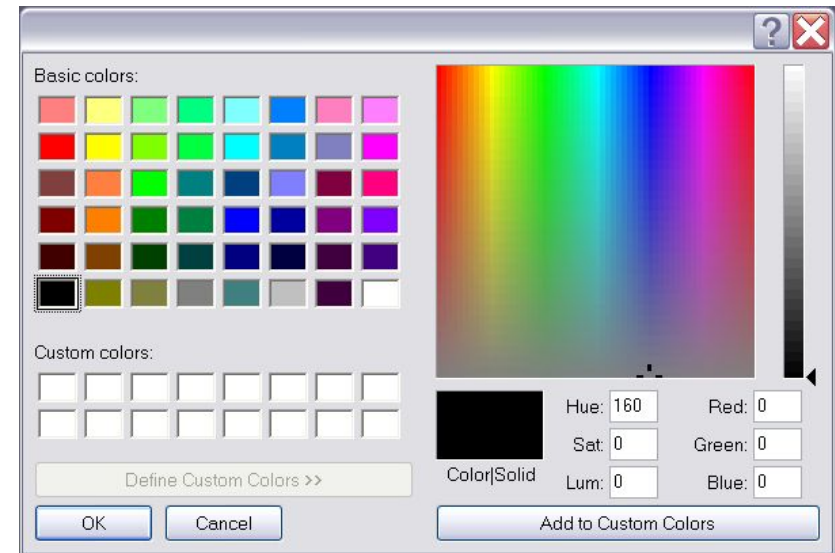 ?
Basic colors:
Custom colors:
Define Custom Colors >>
OK Cancel
Color|Solid
Hue: 160 Red: 0
Sat: 0 Green: 0
Lum: 0 Blue: 0
Add to Custom Colors